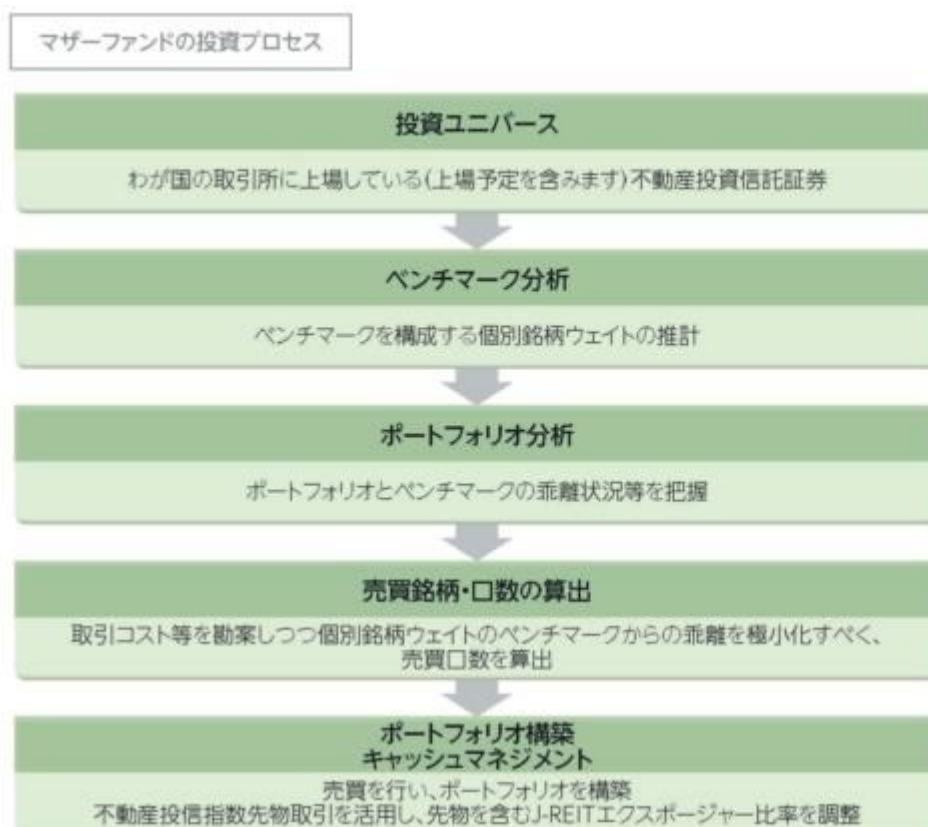 マザーファンドの投資プロセス
投資ユニバース
わが国の取引所に上場している(上場予定を含みます)不動産投資信託証券
ベンチマーク分析
ベンチマークを構成する個別銘柄ウェイトの推計
ポートフォリオ分析
ポートフォリオとベンチマークの乖離状況等を把握
売買銘柄・口数の算出
取引コスト等を勘案しつつ個別銘柄ウェイトのベンチマークからの乖離を極小化すべく、
売買口数を算出
ポートフォリオ構築
キャッシュマネジメント
売買を行い、ポートフォリオを構築
不動産投信指数先物取引を活用し、先物を含むJ-REITエクスポージャー比率を調整